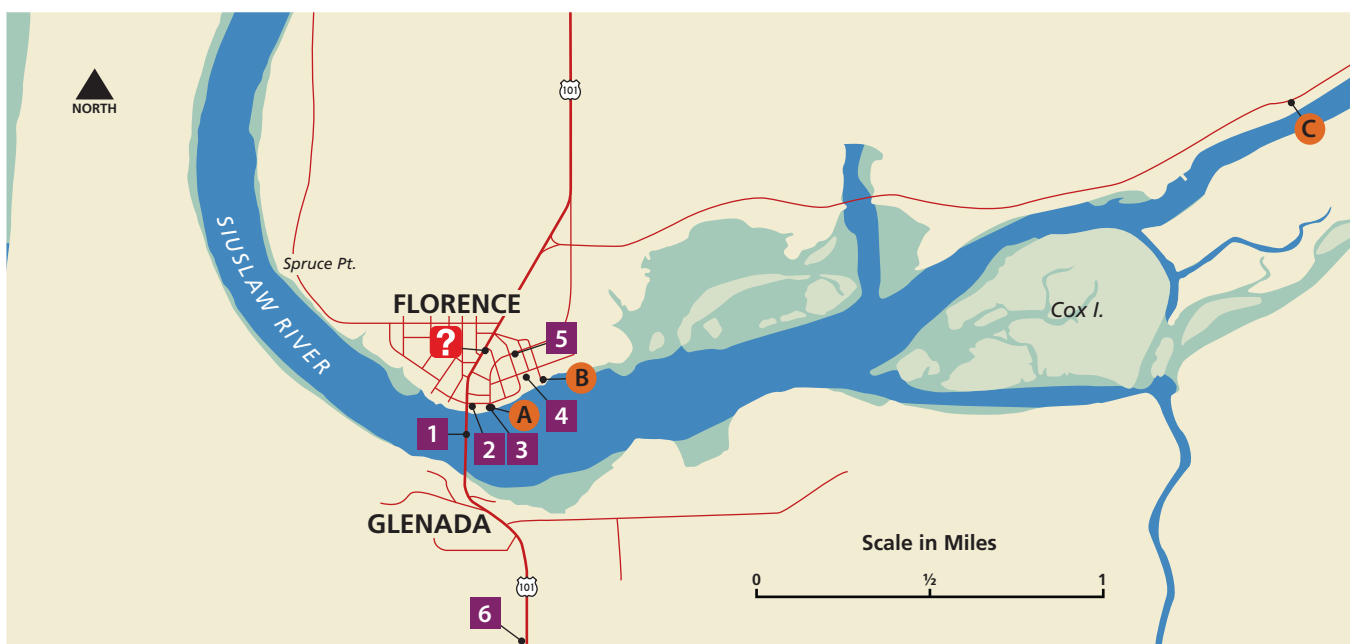 NORTH
101
C
SIUSLAW RIVER
Spruce Pt.
FLORENCE
Cox I.
?
5
B
A
4
1
2
3
GLENADA
Scale in Miles
0 ½ 1
101
6